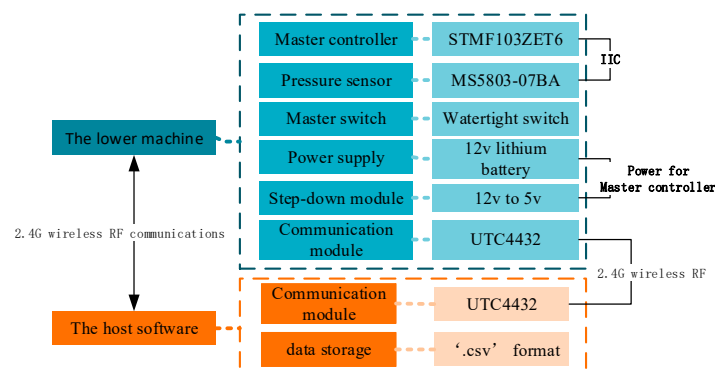 Master controller
STMF103ZET6
IIC
Pressure sensor
MS5803-07BA
Master switch
Watertight switch
The lower machine
Power supply
12v lithium
battery
Power for
Master controller
Step-down module
12v to 5v
Communication
module
UTC4432
2.4G wireless RF communications
2.4G wireless RF
Communication
module
UTC4432
The host software
data storage
‘.csv’ format